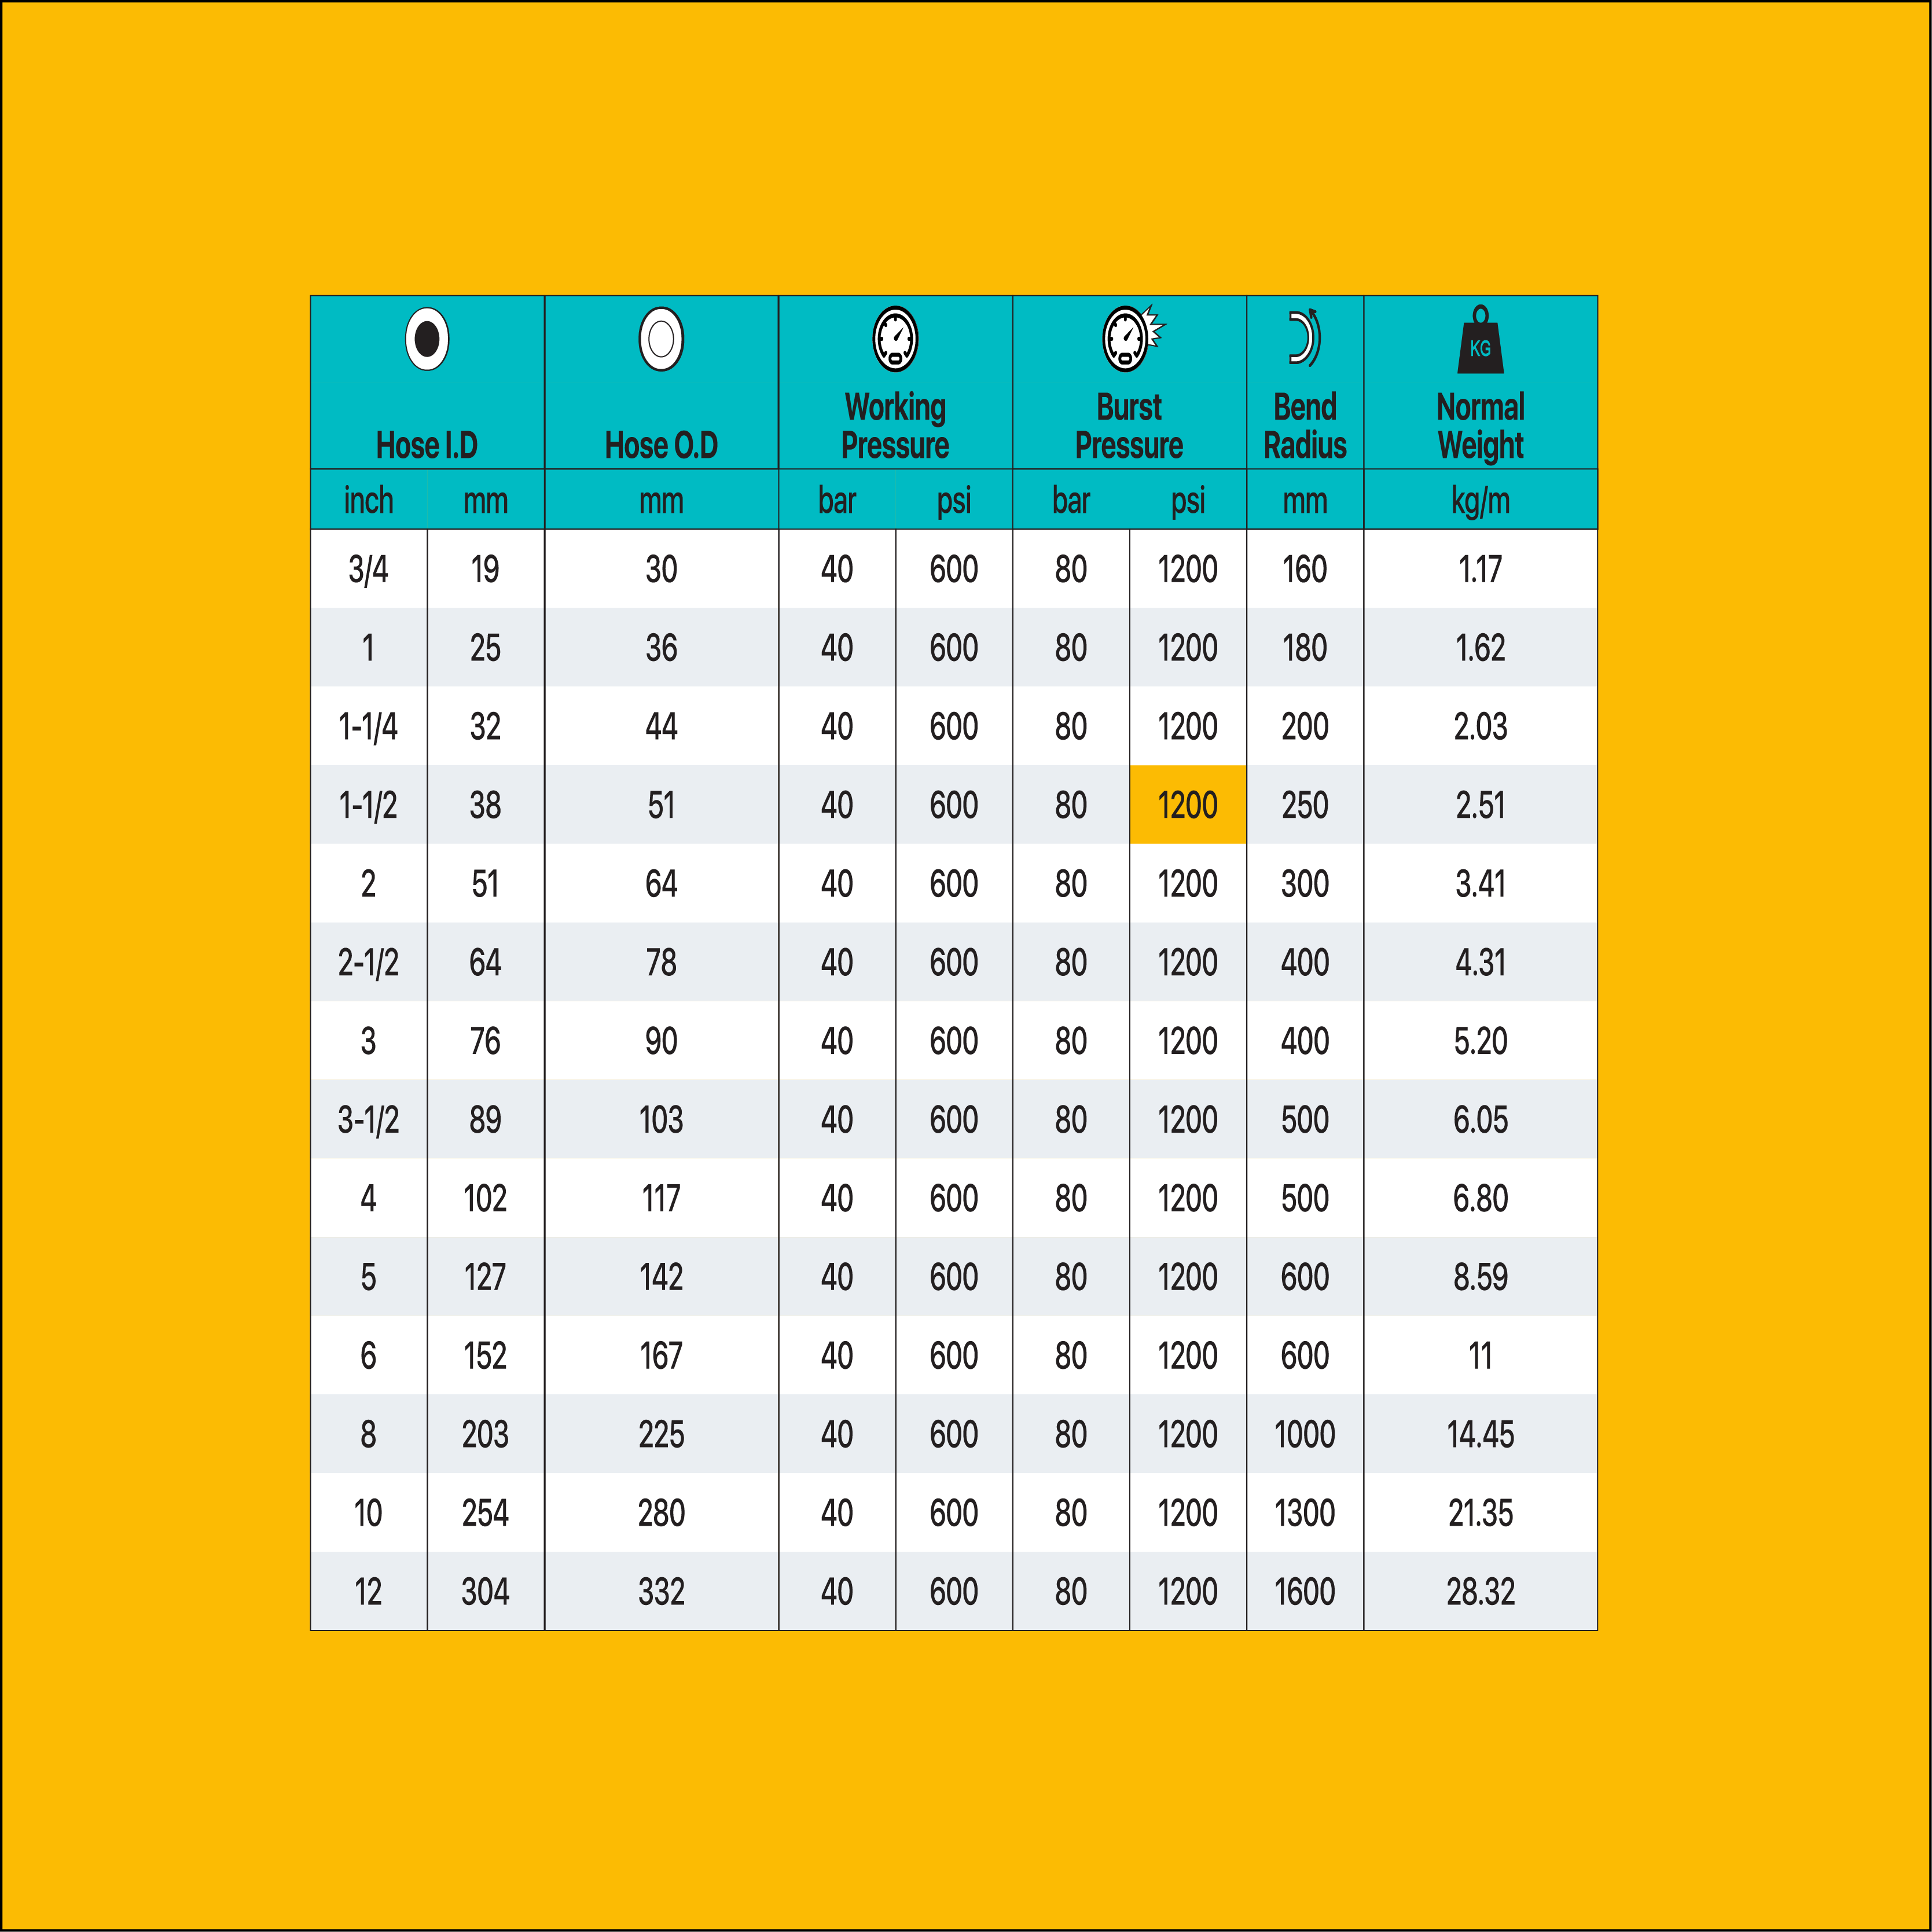 Hose I.D Hose O.D Working Pressure Burst Pressure Bend Radius KG Normal Weight
inch mm mm bar psi bar psi mm kg/m
3/4 19 30 40 600 80 1200 160 1.17
1 25 36 40 600 80 1200 180 1.62
1-1/4 32 44 40 600 80 1200 200 2.03
1-1/2 38 51 40 600 80 1200 250 2.51
2 51 64 40 600 80 1200 300 3.41
2-1/2 64 78 40 600 80 1200 400 4.31
3 76 90 40 600 80 1200 400 5.20
3-1/2 89 103 40 600 80 1200 500 6.05
4 102 117 40 600 80 1200 500 6.80
5 127 142 40 600 80 1200 600 8.59
6 152 167 40 600 80 1200 600 11
8 203 225 40 600 80 1200 1000 14.45
10 254 280 40 600 80 1200 1300 21.35
12 304 332 40 600 80 1200 1600 28.32